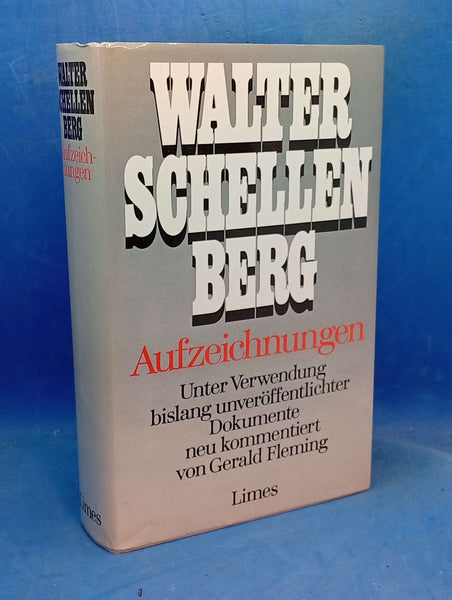 WALTER
SCHELLEN
BERG
Aufzeich-
nungen
Limes
WALTER
SCHELLEN
BERG
Aufzeichnungen
Unter Verwendung
bislang unveröffentlichter
Dokumente
neu kommentiert
von Gerald Fleming
Limes